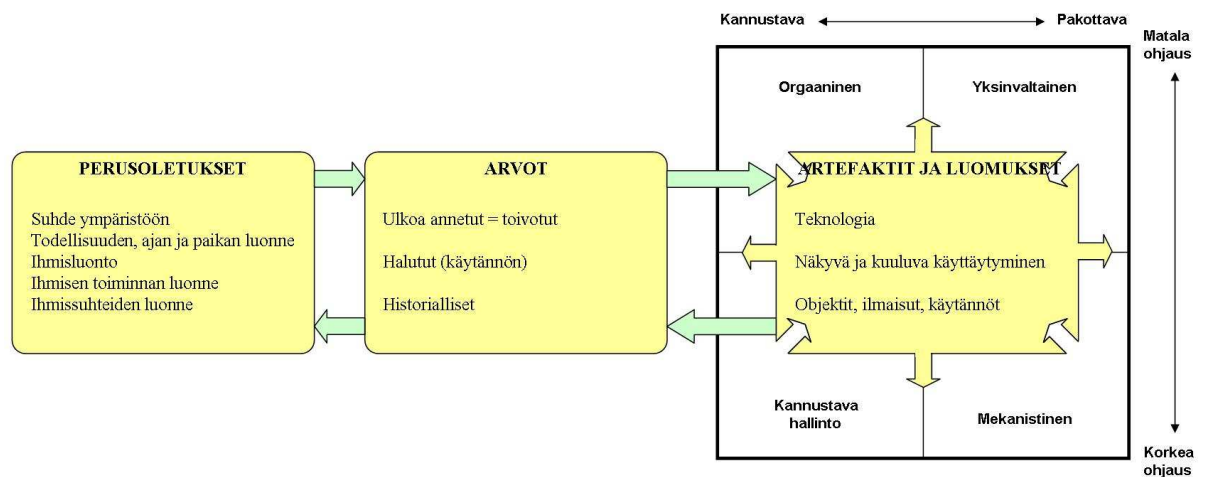 Kannustava
Pakottava
Matala
ohjaus
Orgaaninen
Yksinvaltainen
PERUSOLETUKSET
Suhde ympäristöön
Todellisuuden, ajan ja paikan luonne
Ihmisluonto
Ihmisen toiminnan luonne
Ihmissuhteiden luonne
ARVOT
Ulkoa annetut = toivotut
Halutut (käytännön)
Historialliset
ARTEFAKTIT JA LUOMUKSET
Teknologia
Näkyvä ja kuuluva käyttäytyminen
Objektit, ilmaisut, käytännöt
Kannustava
hallinto
Mekanistinen
Korkea
ohjaus